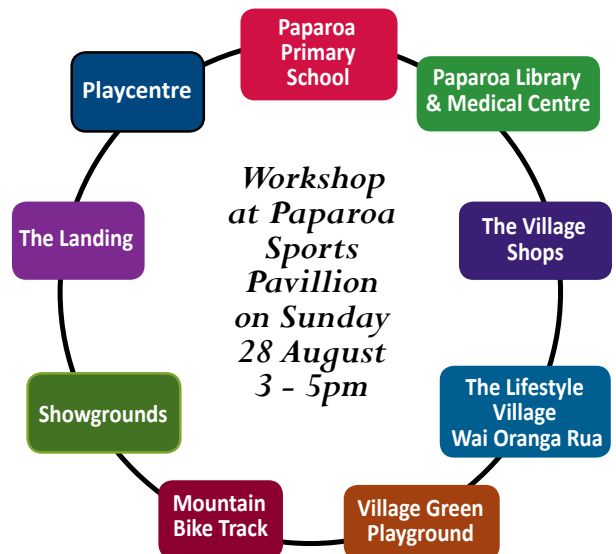 Paparoa
Primary
School
Paparoa Library
& Medical Centre
The Village
Shops
The Lifestyle
Village
Wai Oranga Rua
Village Green
Playground
Mountain
Bike Track
Showgrounds
The Landing
Playcentre
Workshop
at Paparoa
Sports
Pavillion
on Sunday
28 August
3 - 5pm